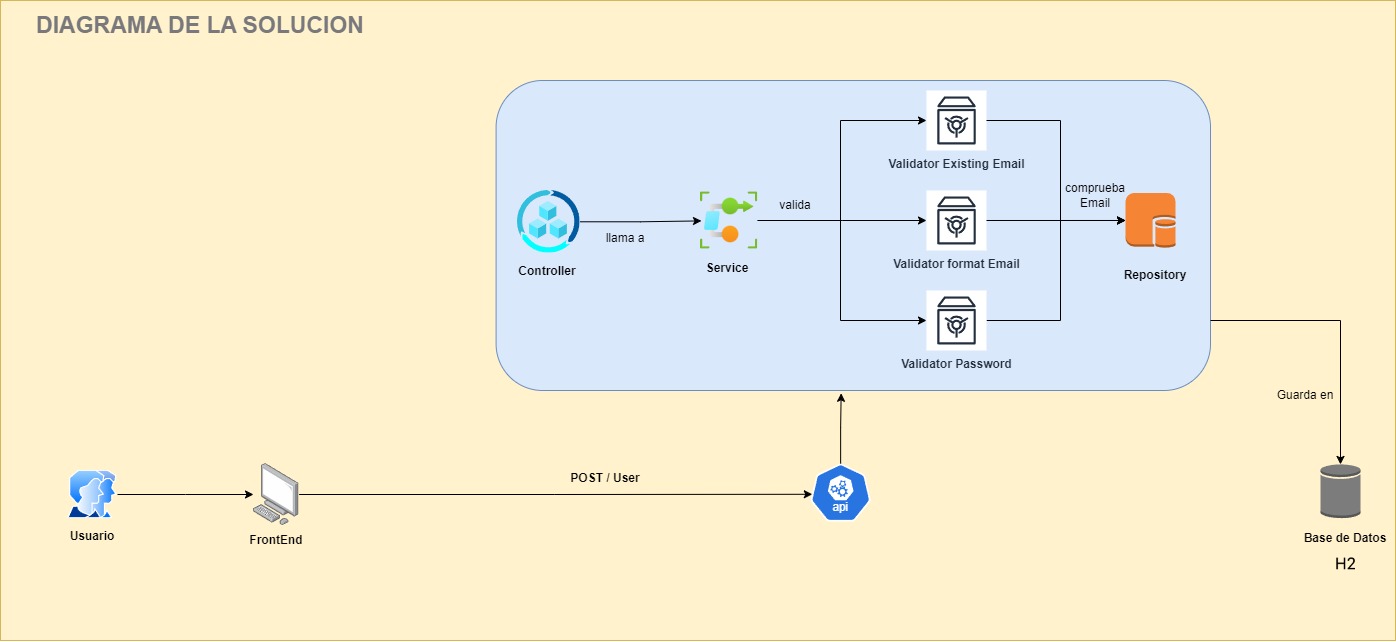 DIAGRAMA DE LA SOLUCION
Validator Existing Email
comprueba
Email
valida
llama a
Controller
Service
Validator format Email
Repository
Validator Password
Guarda en
POST / User
api
Usuario
FrontEnd
Base de Datos
H2